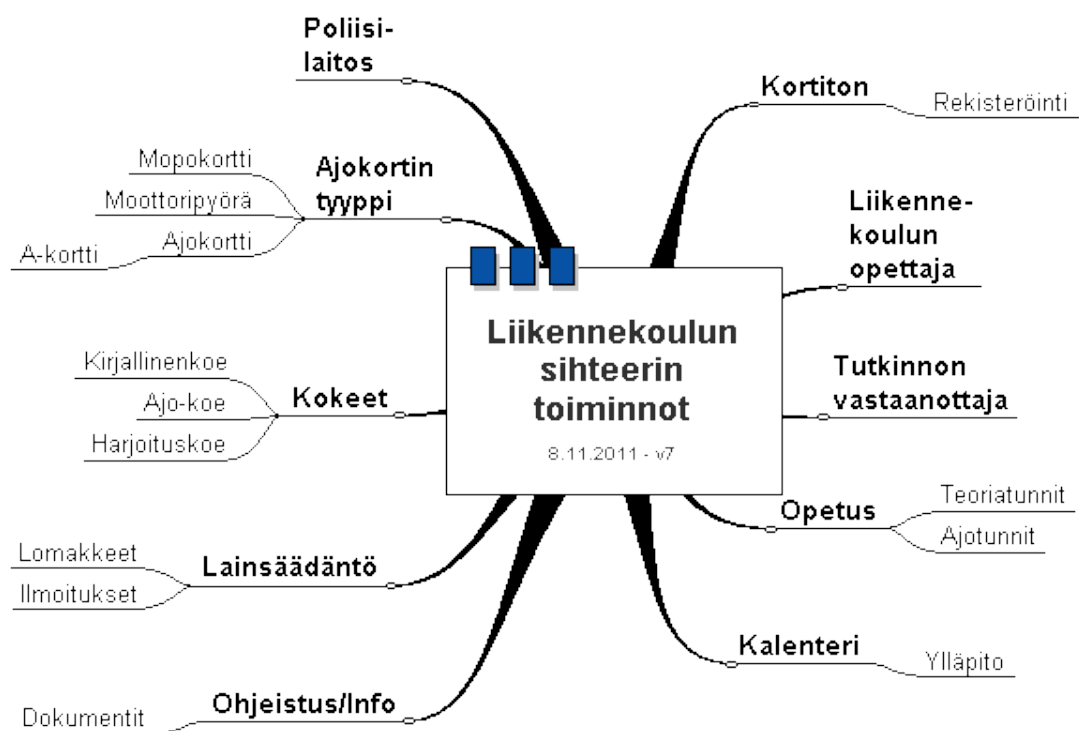 Poliisi-
laitos
Kortiton
Rekisteröinti
Ajokortin
tyyppi
Mopokortti
Moottoripyörä
Ajokortti
A-kortti
Liikenne-
koulun
opettaja
Liikennekoulun
sihteerin
toiminnot
8.11.2011 - v7
Kokeet
Kirjallinenkoe
Ajo-koe
Harjoituskoe
Tutkinnon
vastaanottaja
Opetus
Teoriatunnit
Ajotunnit
Lainsäädäntö
Lomakkeet
Ilmoitukset
Kalenteri
Ylläpito
Ohjeistus/Info
Dokumentit